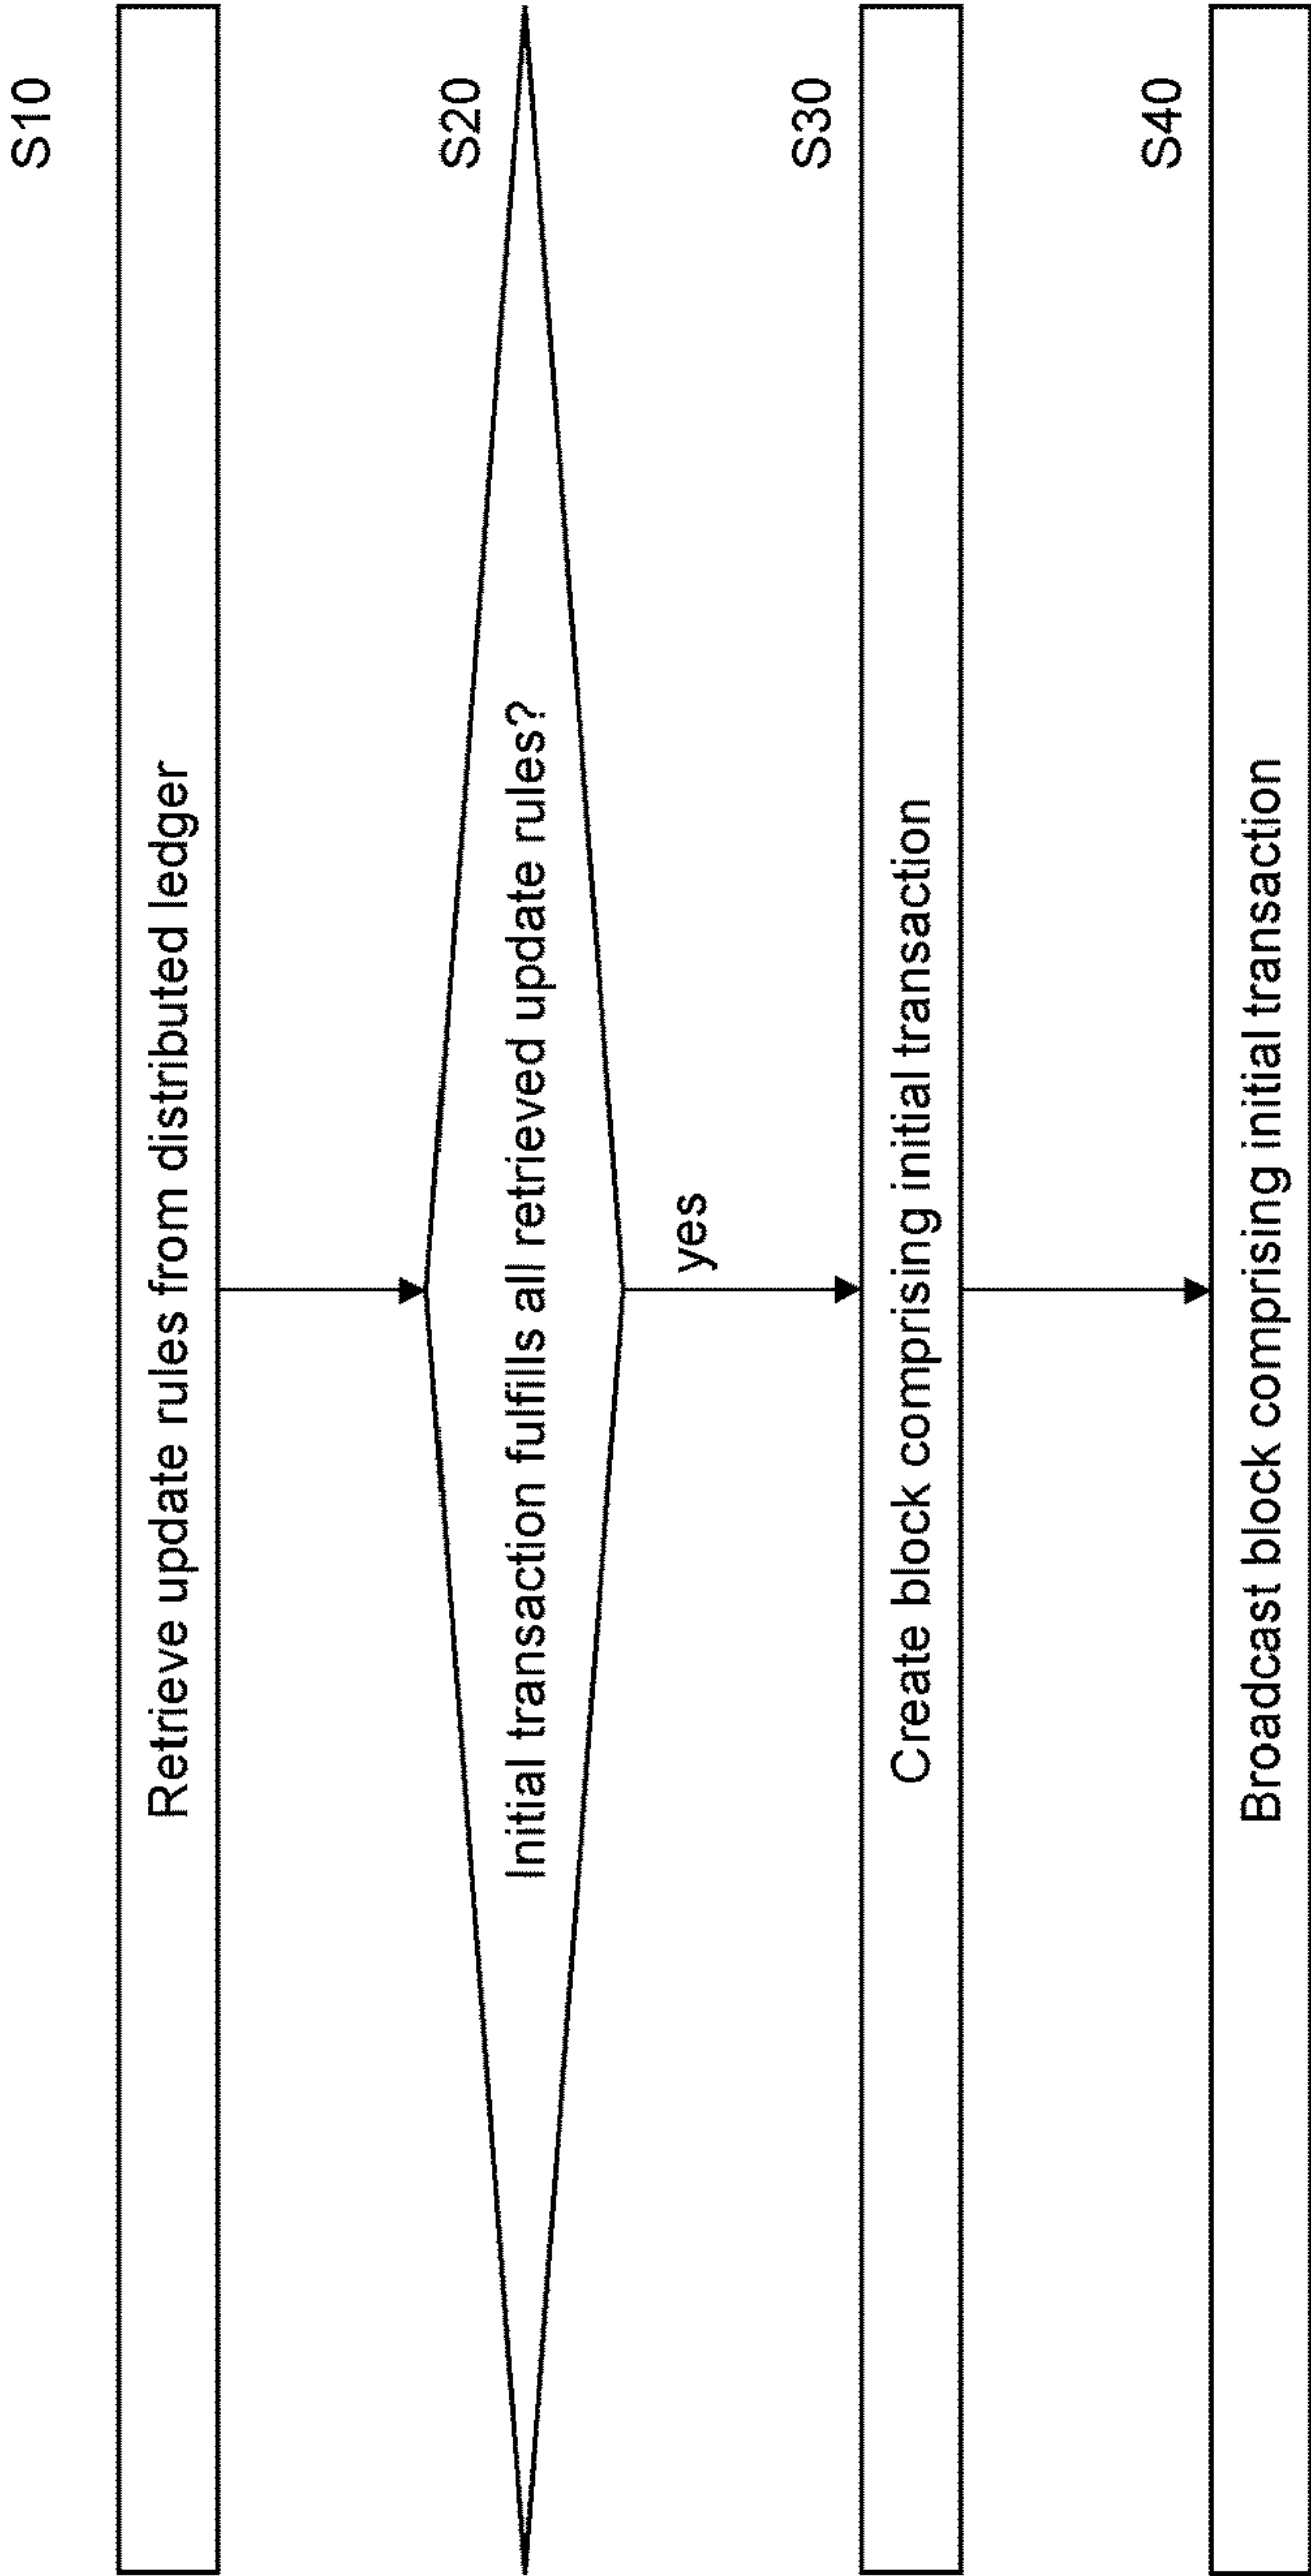 S10
Retrieve update rules from distributed ledger
S20
Initial transaction fulfills all retrieved update rules?
yes
S30
Create block comprising initial transaction
S40
Broadcast block comprising initial transaction